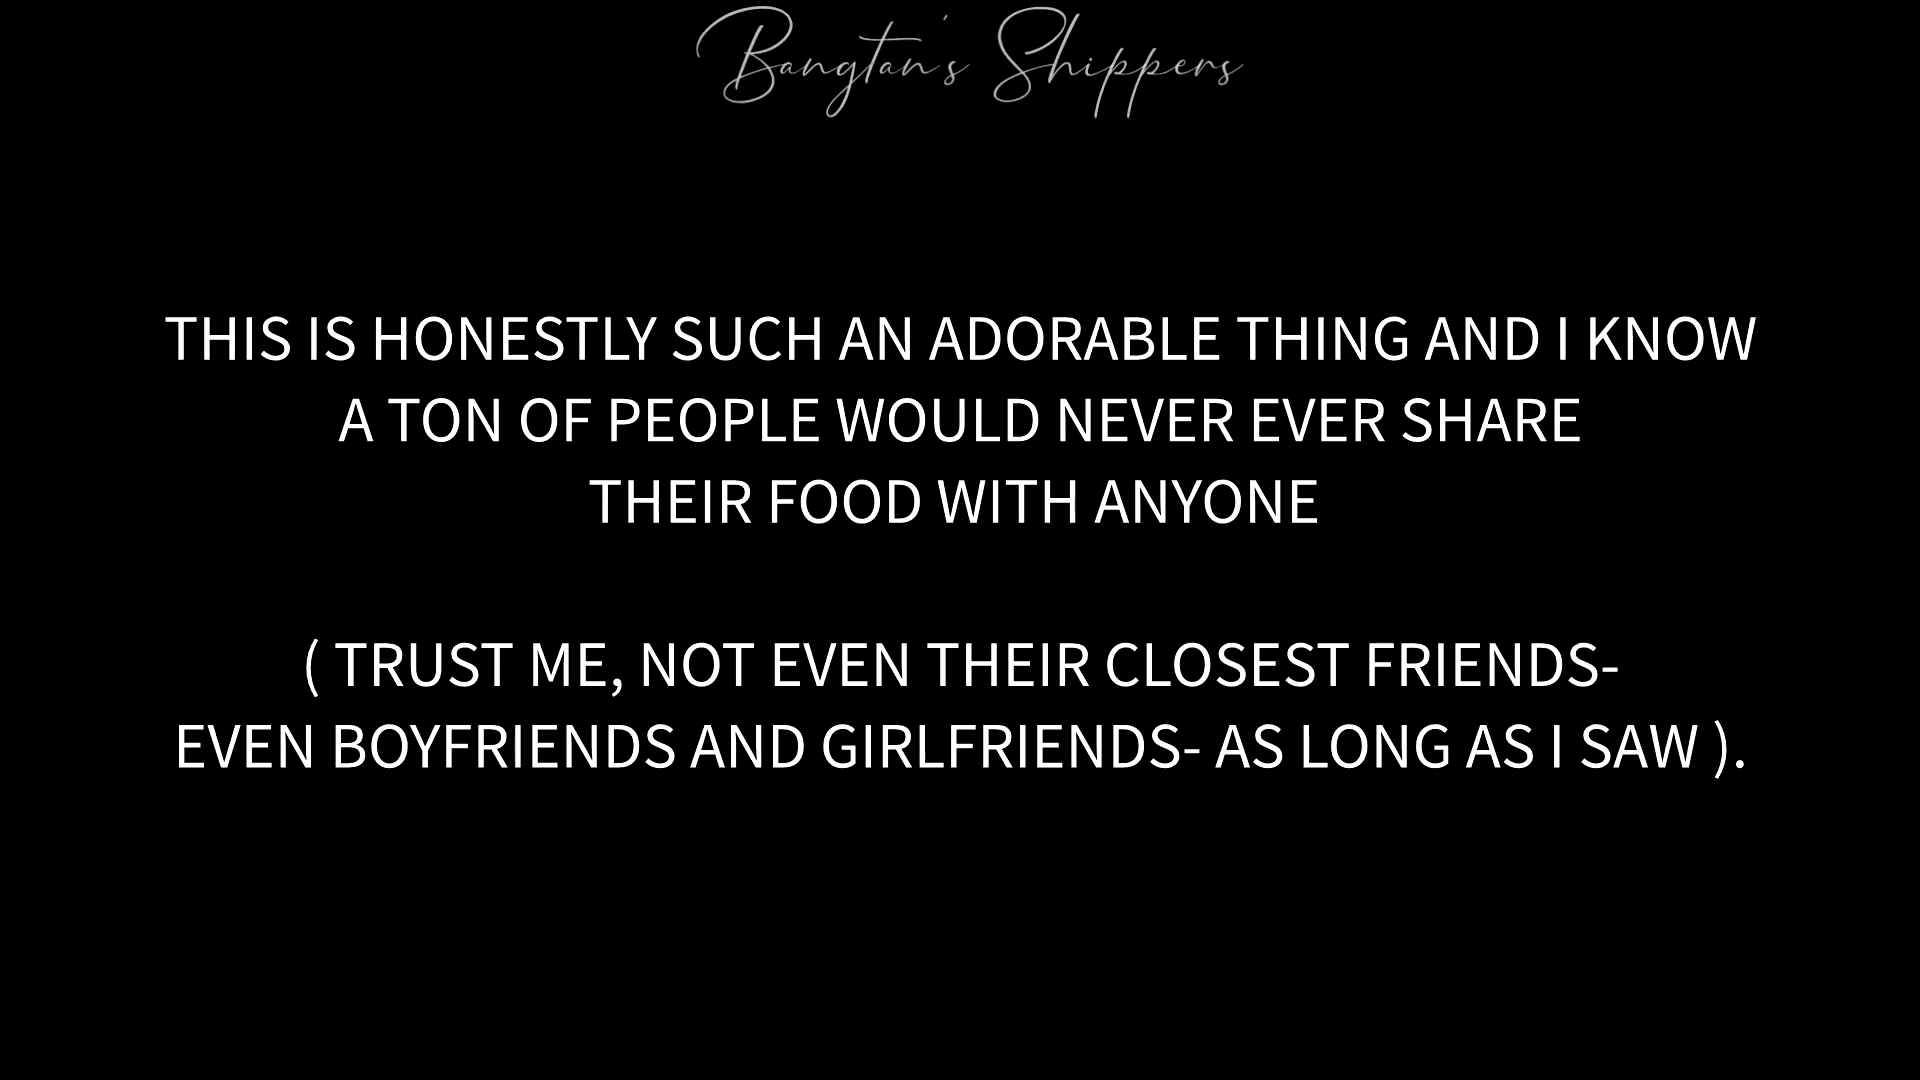 Bangtan's Shippers
THIS IS HONESTLY SUCH AN ADORABLE THING AND I KNOW
A TON OF PEOPLE WOULD NEVER EVER SHARE
THEIR FOOD WITH ANYONE
( TRUST ME, NOT EVEN THEIR CLOSEST FRIENDS-
EVEN BOYFRIENDS AND GIRLFRIENDS- AS LONG AS I SAW ).